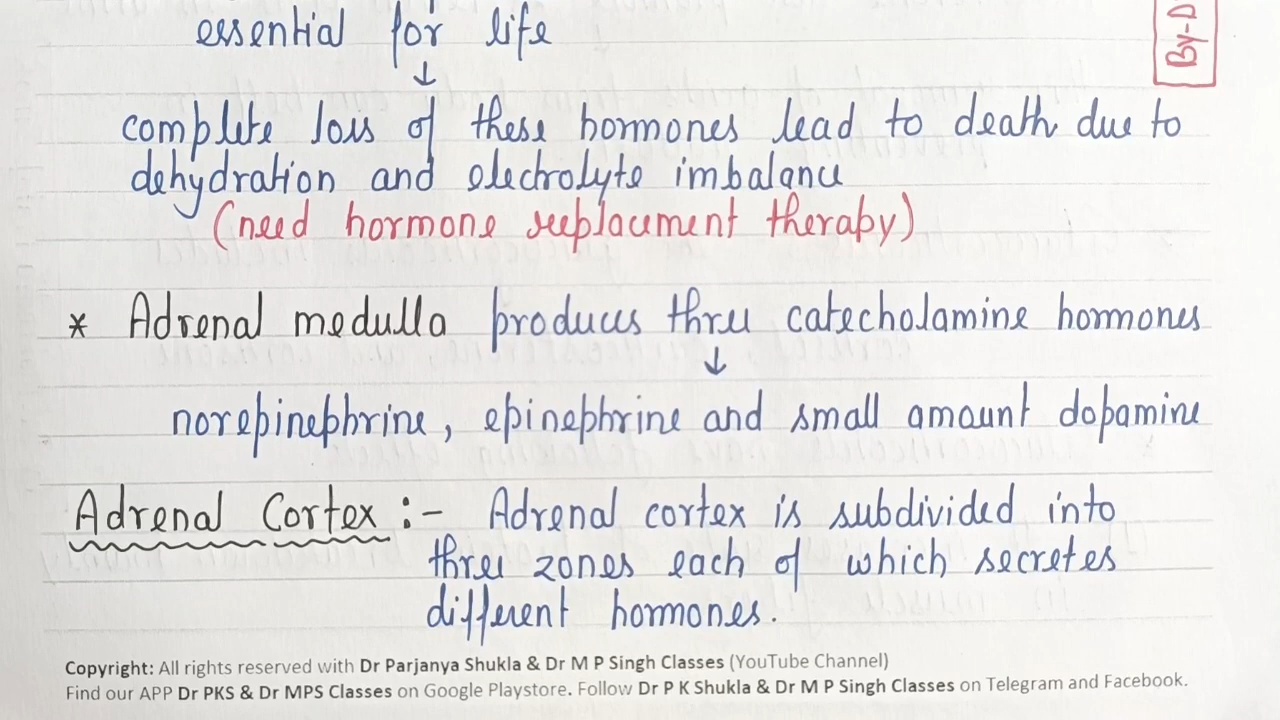 essential for life
↓
complete loss of these hormones lead to death due to
dehydration and electrolyte imbalance
(need hormone replacement therapy)
* Adrenal medulla produces three catecholamine hormones
↓
norepinephrine, epinephrine and small amount dopamine
Adrenal Cortex :- Adrenal cortex is subdivided into
three zones each of which secretes
different hormones.
By-D
Copyright: All rights reserved with Dr Parjanya Shukla & Dr M P Singh Classes (YouTube Channel)
Find our APP Dr PKS & Dr MPS Classes on Google Playstore. Follow Dr P K Shukla & Dr M P Singh Classes on Telegram and Facebook.